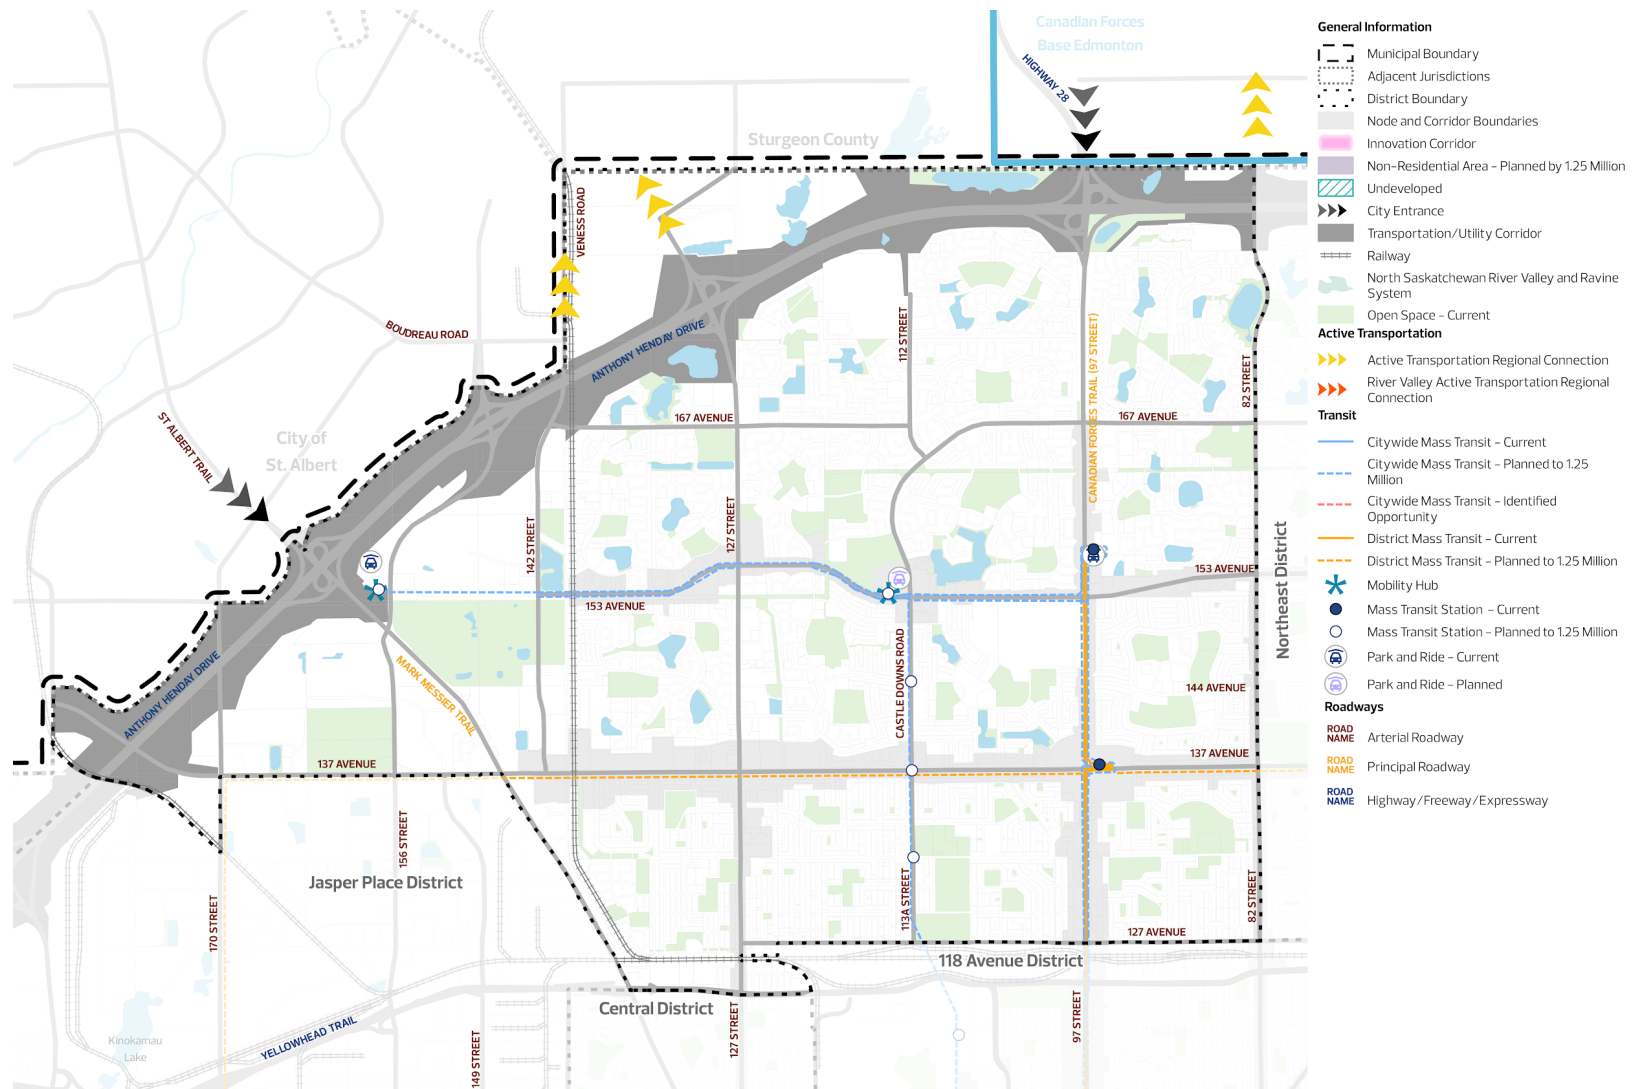 Canadian Forces
Base Edmonton
HIGHWAY 28
Sturgeon County
VENESS ROAD
BOUDREAU ROAD
ANTHONY HENDAY DRIVE
112 STREET
CANADIAN FORCES TRAIL (97 STREET)
82 STREET
167 AVENUE
167 AVENUE
ST ALBERT TRAIL
City of
St. Albert
142 STREET
127 STREET
153 AVENUE
153 AVENUE
Northeast District
CASTLE DOWNS ROAD
144 AVENUE
ANTHONY HENDAY DRIVE
MARK MESSIER TRAIL
137 AVENUE
137 AVENUE
156 STREET
Jasper Place District
170 STREET
113A STREET
82 STREET
127 AVENUE
118 Avenue District
Central District
127 STREET
97 STREET
149 STREET
YELLOWHEAD TRAIL
Kinokamau
Lake
General Information
Municipal Boundary
Adjacent Jurisdictions
District Boundary
Node and Corridor Boundaries
Innovation Corridor
Non-Residential Area - Planned by 1.25 Million
Undeveloped
City Entrance
Transportation/Utility Corridor
Railway
North Saskatchewan River Valley and Ravine
System
Open Space - Current
Active Transportation
Active Transportation Regional Connection
River Valley Active Transportation Regional
Connection
Transit
Citywide Mass Transit - Current
Citywide Mass Transit - Planned to 1.25
Million
Citywide Mass Transit - Identified
Opportunity
District Mass Transit - Current
District Mass Transit - Planned to 1.25 Million
Mobility Hub
Mass Transit Station - Current
Mass Transit Station - Planned to 1.25 Million
Park and Ride - Current
Park and Ride - Planned
Roadways
ROAD
NAME
Arterial Roadway
ROAD
NAME
Principal Roadway
ROAD
NAME
Highway/Freeway/Expressway